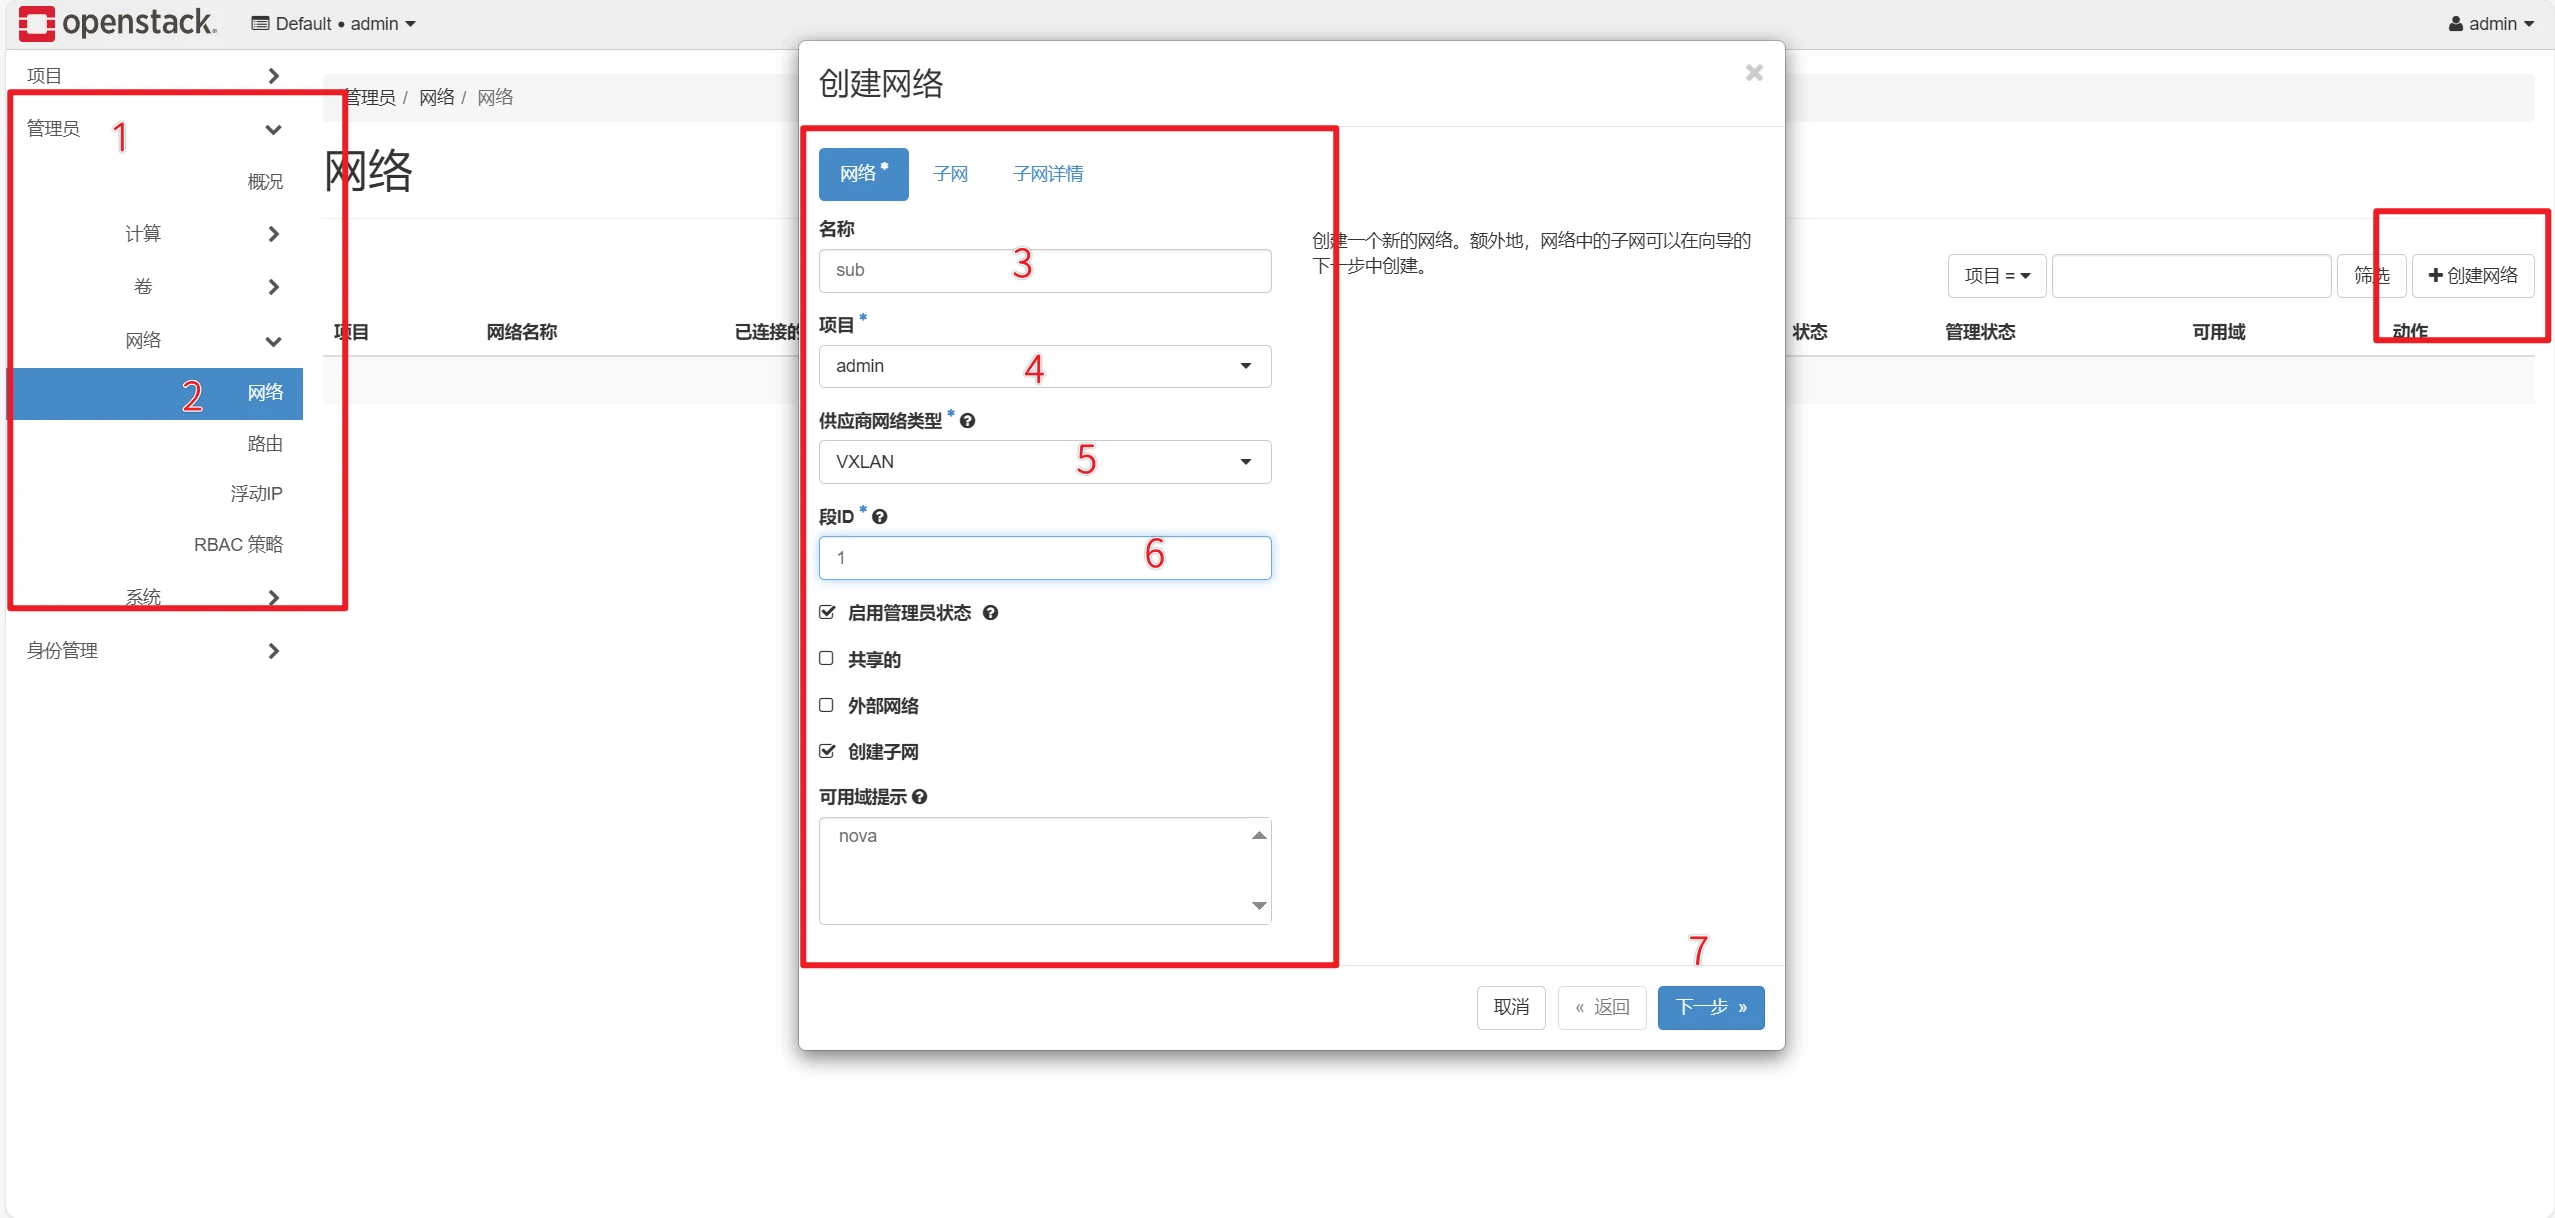 openstack. Default • admin admin
项目
管理员 1
概况
计算
卷
网络
2 网络
路由
浮动IP
RBAC 策略
系统
身份管理
管理员 / 网络 / 网络
网络
项目 = 筛选 创建网络
项目 网络名称 已连接的 状态 管理状态 可用域 动作
创建网络 ×
网络 * 子网 子网详情
名称
sub 3
项目 *
admin 4
供应商网络类型 * ?
VXLAN 5
段ID * ?
1 6
启用管理员状态 ?
共享的
外部网络
创建子网
可用域提示 ?
nova
创建一个新的网络。额外地，网络中的子网可以在向导的
下一步中创建。
7
取消 « 返回 下一步 »